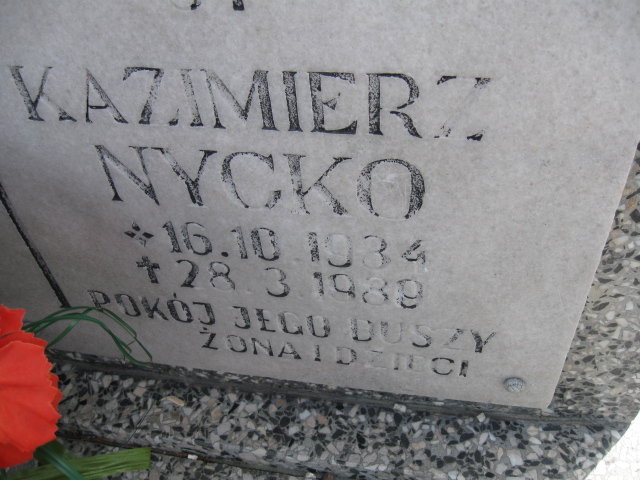 KAZIMIERZ
NYCKO
16.10 1934
✝ 28.3.1989
POKÓJ JEGO DUSZY
ŻONA I DZIECI